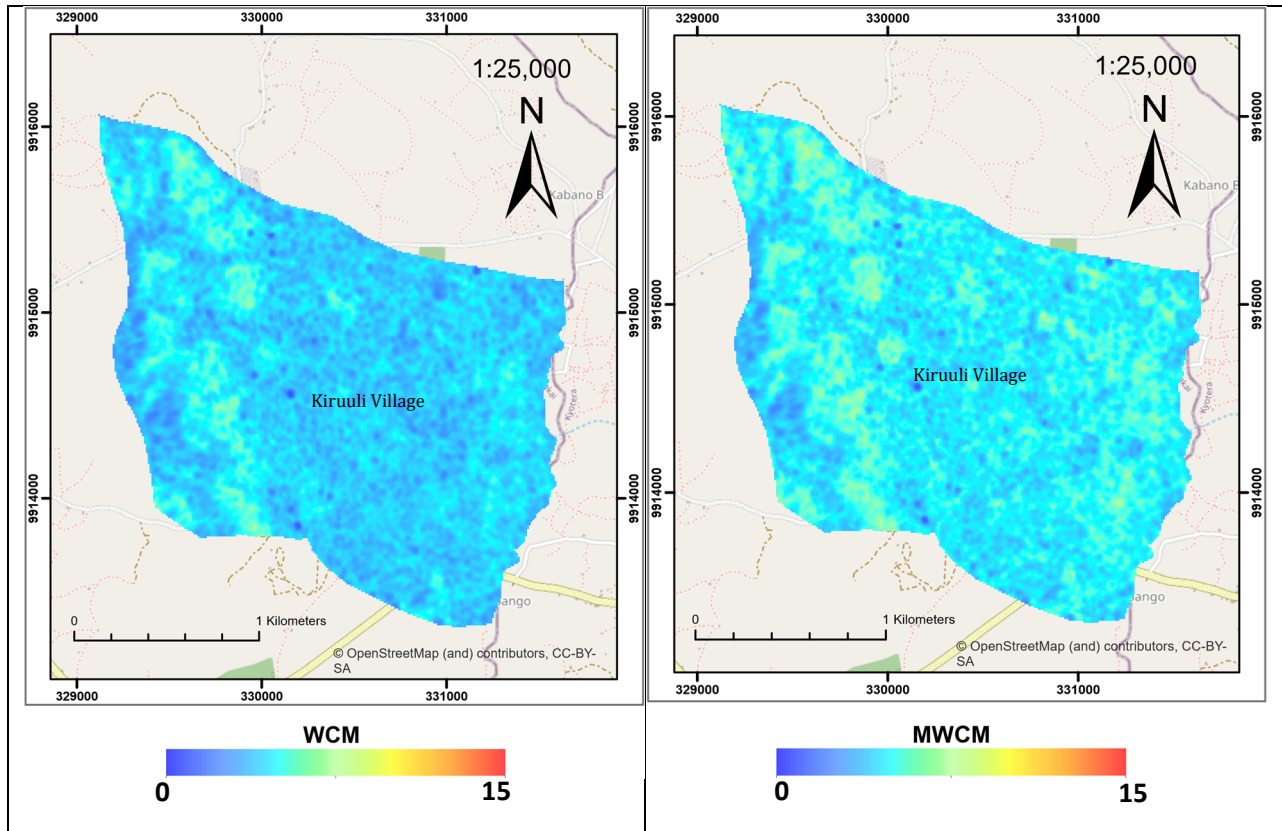 329000 330000 331000
1:25,000
N
9916000
9916000
Kabano B
9915000
9915000
Kiruuli Village
Kyotera
9914000
9914000
ango
0 1 Kilometers
© OpenStreetMap (and) contributors, CC-BY-
SA
329000 330000 331000
WCM
0 15
329000 330000 331000
1:25,000
N
9916000
9916000
Kabano B
9915000
9915000
Kiruuli Village
Kyotera
9914000
9914000
ango
0 1 Kilometers
© OpenStreetMap (and) contributors, CC-BY-
SA
329000 330000 331000
MWCM
0 15